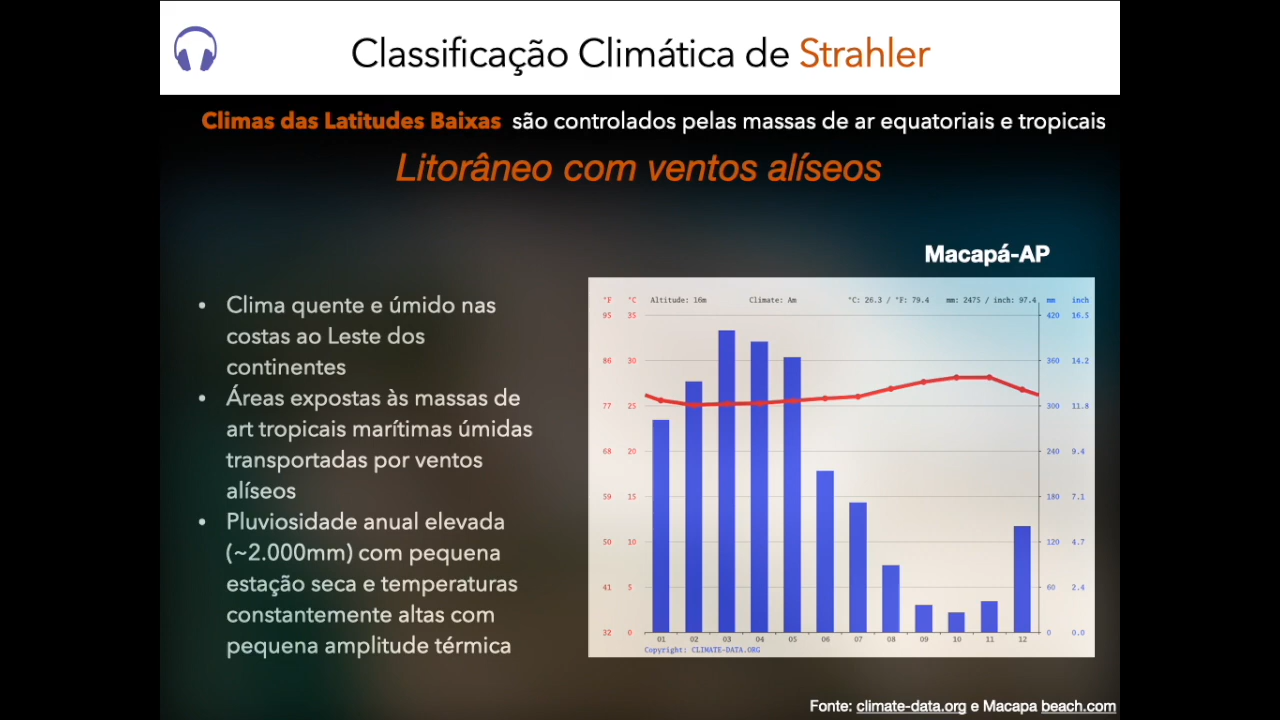 Classificação Climática de Strahler
Climas das Latitudes Baixas são controlados pelas massas de ar equatoriais e tropicais
Litorâneo com ventos alíseos
• Clima quente e úmido nas
costas ao Leste dos
continentes
• Áreas expostas às massas de
art tropicais marítimas úmidas
transportadas por ventos
alíseos
• Pluviosidade anual elevada
(~2.000mm) com pequena
estação seca e temperaturas
constantemente altas com
pequena amplitude térmica
Macapá-AP
°F °C Altitude: 16m Climate: Am °C: 26.3 / °F: 79.4 mm: 2475 / inch: 97.4 mm inch
95 35 420 16.5
86 30 360 14.2
77 25 300 11.8
68 20 240 9.4
59 15 180 7.1
50 10 120 4.7
41 5 60 2.4
32 0 0 0.0
01 02 03 04 05 06 07 08 09 10 11 12
Copyright: CLIMATE-DATA.ORG
Fonte: climate-data.org e Macapa beach.com